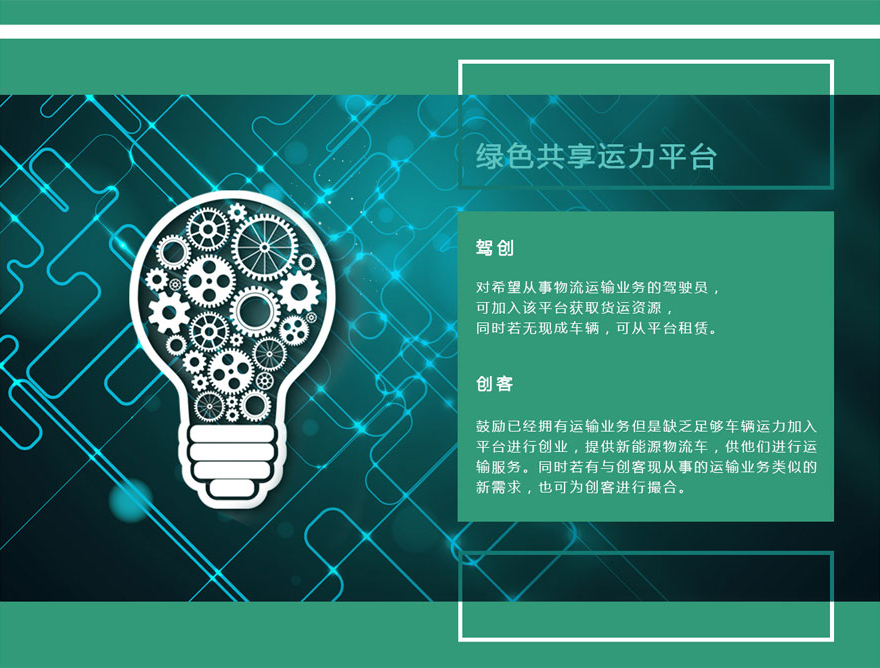 绿色共享运力平台
驾创
对希望从事物流运输业务的驾驶员，
可加入该平台获取货运资源，
同时若无现成车辆，可从平台租赁。
创客
鼓励已经拥有运输业务但是缺乏足够车辆运力加入
平台进行创业，提供新能源物流车，供他们进行运
输服务。同时若有与创客现从事的运输业务类似的
新需求，也可为创客进行撮合。